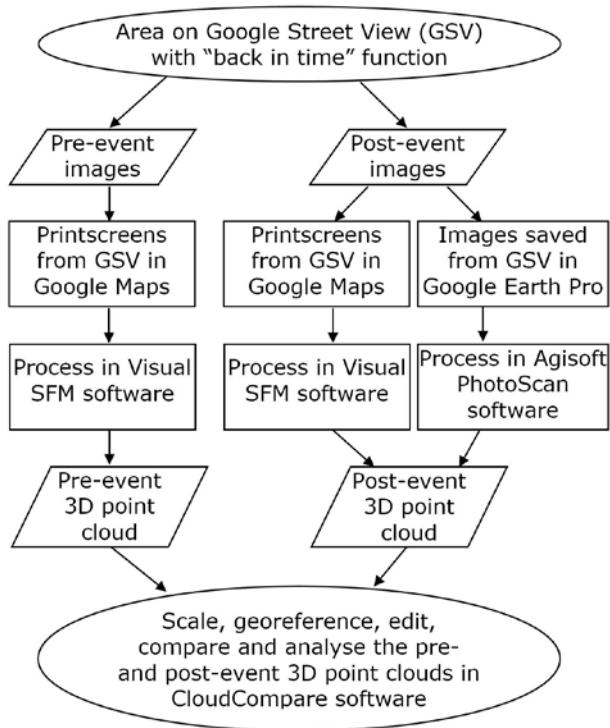 Area on Google Street View (GSV)
with “back in time” function
Pre-event
images
Post-event
images
Printscreens
from GSV in
Google Maps
Printscreens
from GSV in
Google Maps
Images saved
from GSV in
Google Earth Pro
Process in Visual
SFM software
Process in Visual
SFM software
Process in Agisoft
PhotoScan
software
Pre-event
3D point
cloud
Post-event
3D point
cloud
Scale, georeference, edit,
compare and analyse the pre-
and post-event 3D point clouds in
CloudCompare software